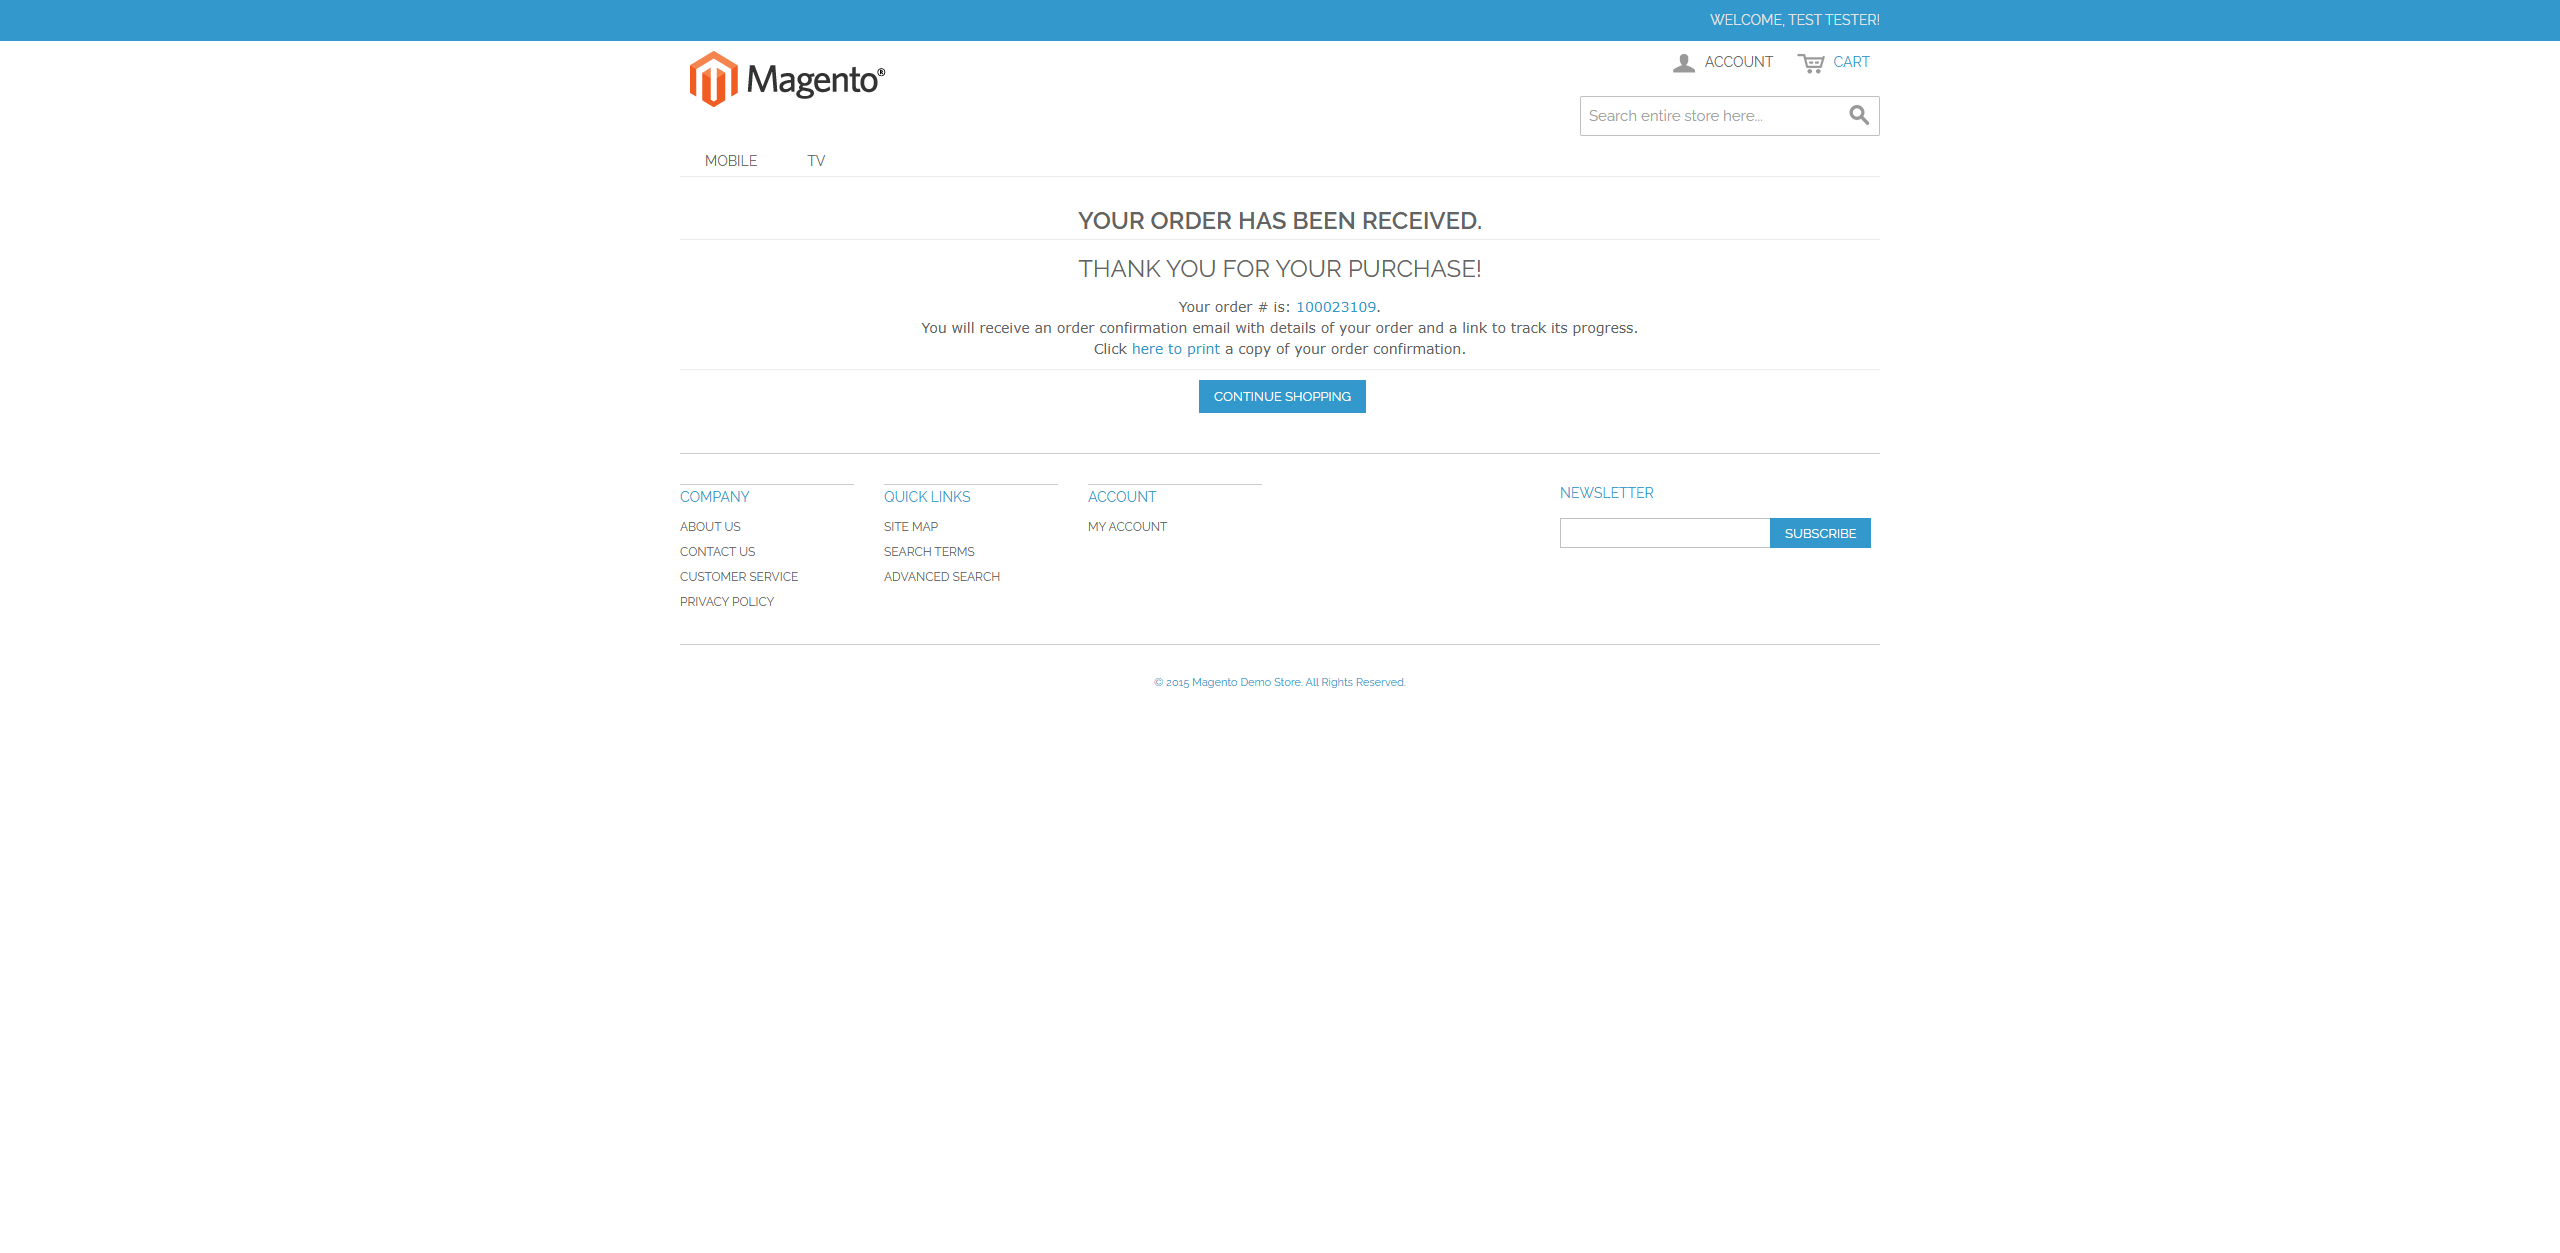 WELCOME, TEST TESTER!
Magento®
ACCOUNT CART
Search entire store here...
MOBILE TV
YOUR ORDER HAS BEEN RECEIVED.
THANK YOU FOR YOUR PURCHASE!
Your order # is: 100023109.
You will receive an order confirmation email with details of your order and a link to track its progress.
Click here to print a copy of your order confirmation.
CONTINUE SHOPPING
COMPANY
ABOUT US
CONTACT US
CUSTOMER SERVICE
PRIVACY POLICY
QUICK LINKS
SITE MAP
SEARCH TERMS
ADVANCED SEARCH
ACCOUNT
MY ACCOUNT
NEWSLETTER
SUBSCRIBE
© 2015 Magento Demo Store. All Rights Reserved.